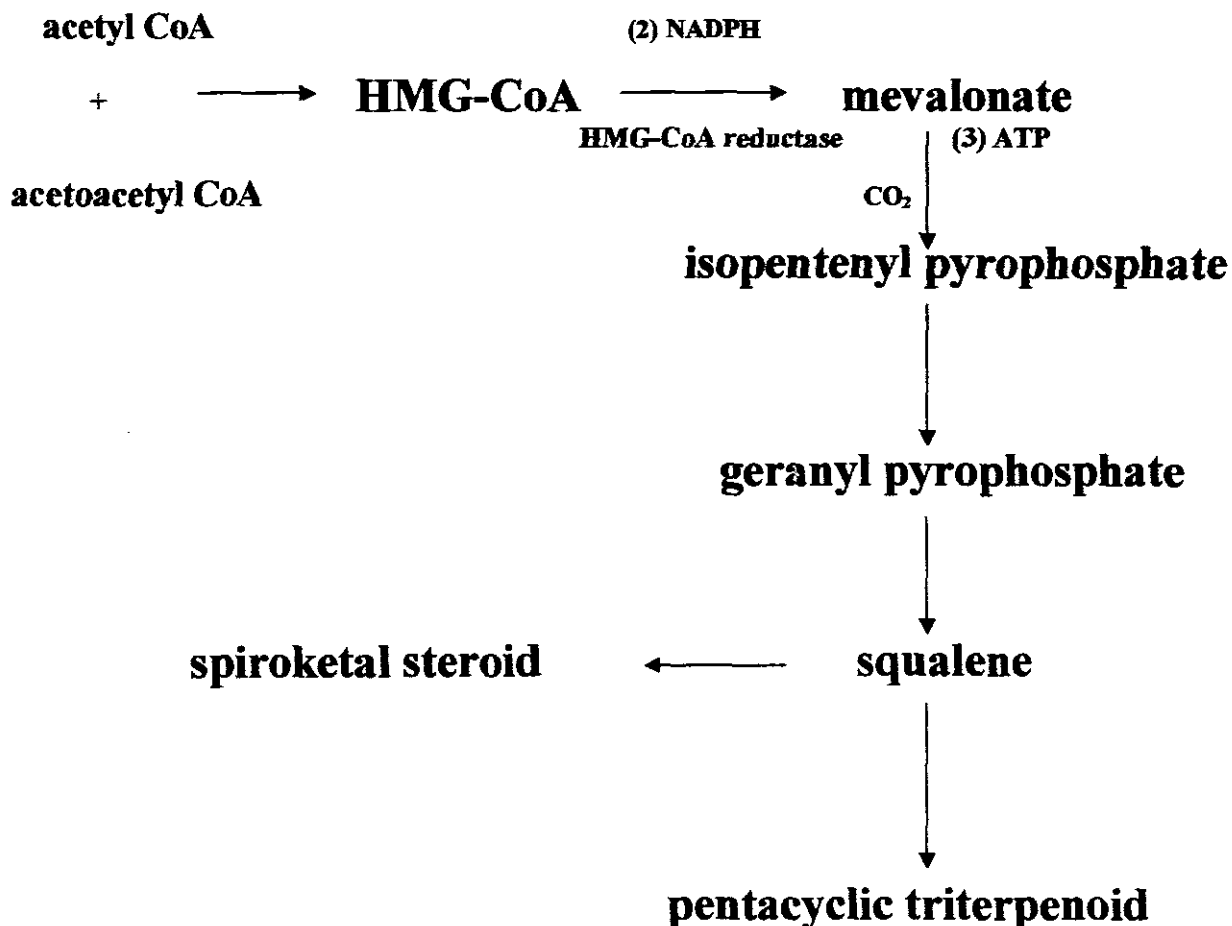 acetyl CoA
(2) NADPH
+
HMG-CoA
mevalonate
HMG-CoA reductase
(3) ATP
acetoacetyl CoA
CO₂
isopentenyl pyrophosphate
geranyl pyrophosphate
spiroketal steroid
squalene
pentacyclic triterpenoid